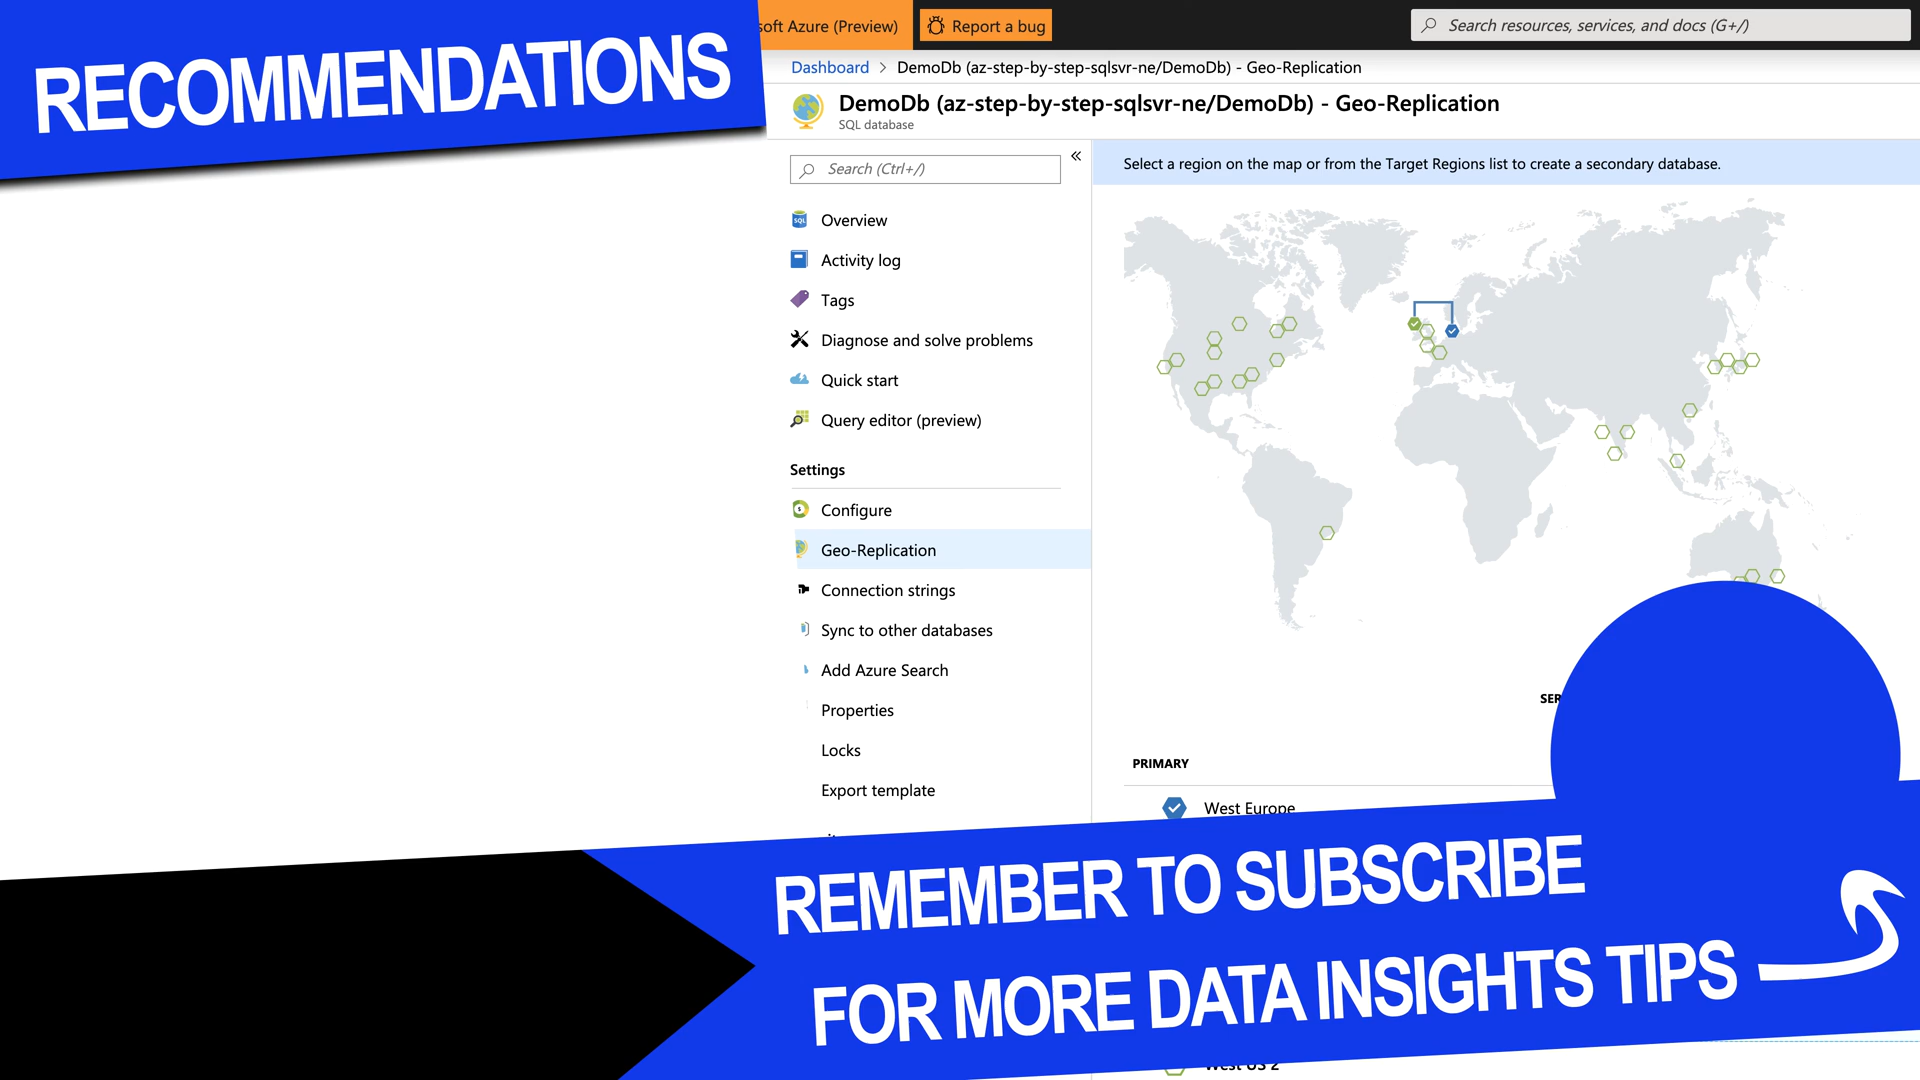 RECOMMENDATIONS
soft Azure (Preview)
Report a bug
Search resources, services, and docs (G+/)
Dashboard > DemoDb (az-step-by-step-sqlsvr-ne/DemoDb) - Geo-Replication
DemoDb (az-step-by-step-sqlsvr-ne/DemoDb) - Geo-Replication
SQL database
Search (Ctrl+/)
Select a region on the map or from the Target Regions list to create a secondary database.
Overview
Activity log
Tags
Diagnose and solve problems
Quick start
Query editor (preview)
Settings
Configure
Geo-Replication
Connection strings
Sync to other databases
Add Azure Search
Properties
Locks
Export template
SER
PRIMARY
West Europe
REMEMBER TO SUBSCRIBE
FOR MORE DATA INSIGHTS TIPS
West US 2